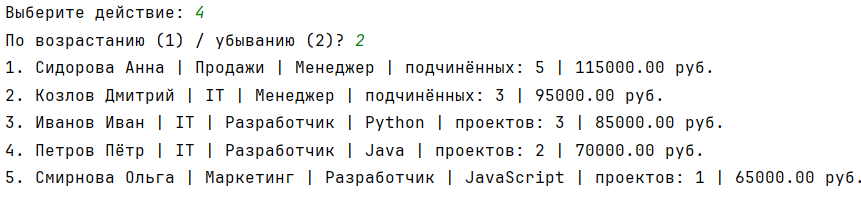 Выберите действие: 4
По возрастанию (1) / убыванию (2)? 2
1. Сидорова Анна | Продажи | Менеджер | подчинённых: 5 | 115000.00 руб.
2. Козлов Дмитрий | IT | Менеджер | подчинённых: 3 | 95000.00 руб.
3. Иванов Иван | IT | Разработчик | Python | проектов: 3 | 85000.00 руб.
4. Петров Пётр | IT | Разработчик | Java | проектов: 2 | 70000.00 руб.
5. Смирнова Ольга | Маркетинг | Разработчик | JavaScript | проектов: 1 | 65000.00 руб.